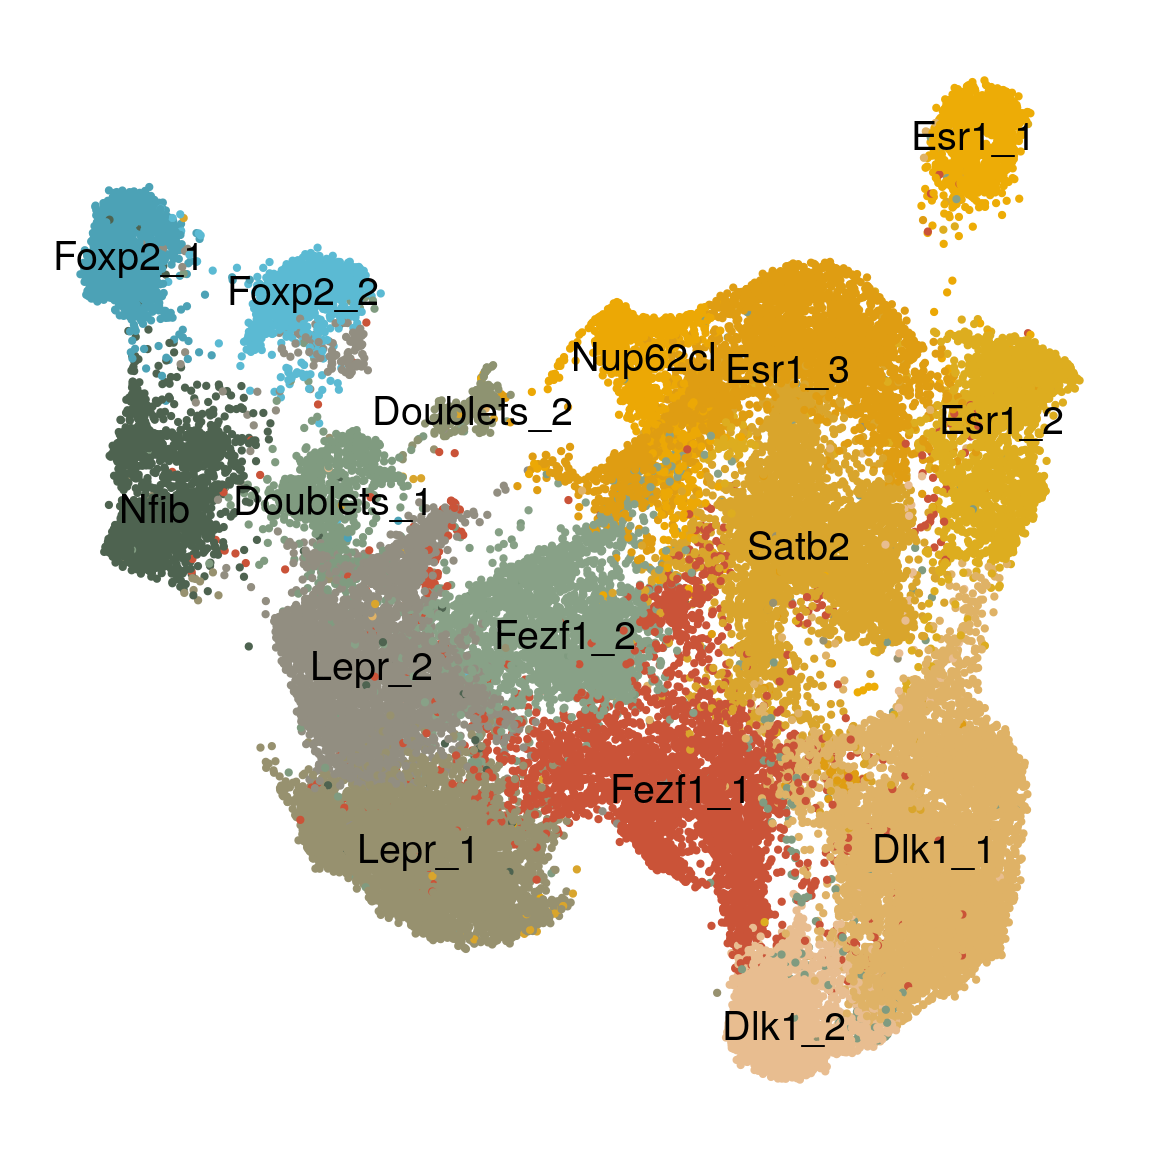 Esr1_1
Foxp2_1
Foxp2_2
Nup62cl
Esr1_3
Doublets_2
Esr1_2
Doublets_1
Nfib
Satb2
Fezf1_2
Lepr_2
Fezf1_1
Lepr_1
Dlk1_1
Dlk1_2